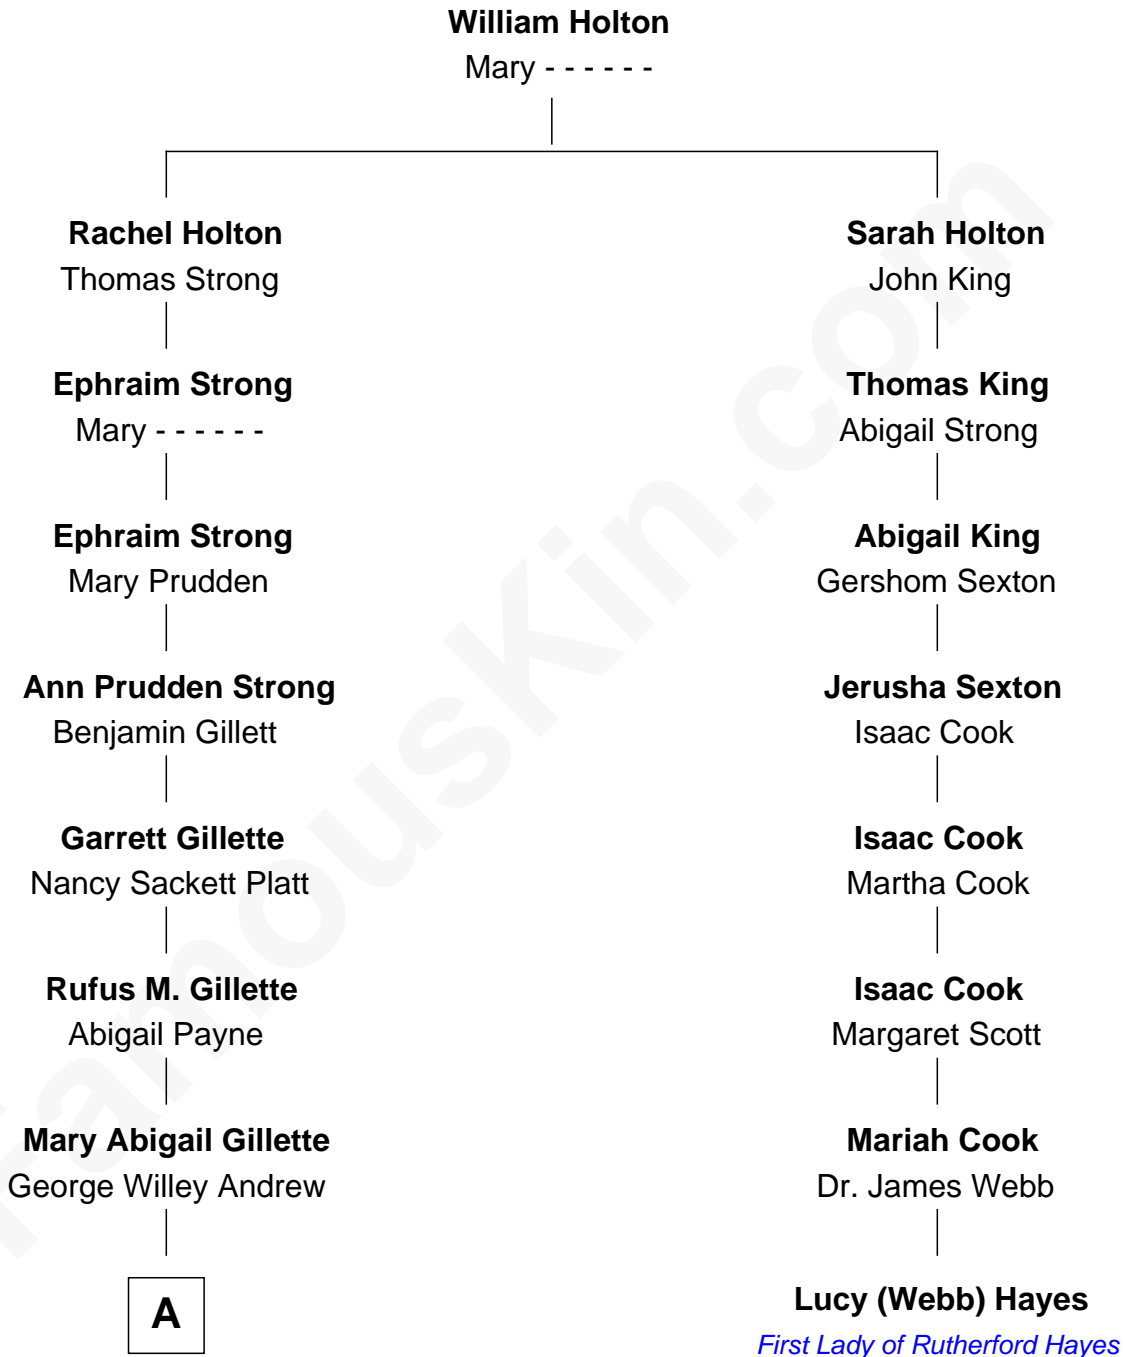 William Holton
Mary - - - - - -
Rachel Holton
Thomas Strong
Sarah Holton
John King
Ephraim Strong
Mary - - - - - -
Thomas King
Abigail Strong
Ephraim Strong
Mary Prudden
Abigail King
Gershom Sexton
Ann Prudden Strong
Benjamin Gillett
Jerusha Sexton
Isaac Cook
Garrett Gillette
Nancy Sackett Platt
Isaac Cook
Martha Cook
Rufus M. Gillette
Abigail Payne
Isaac Cook
Margaret Scott
Mary Abigail Gillette
George Willey Andrew
Mariah Cook
Dr. James Webb
A
Lucy (Webb) Hayes
First Lady of Rutherford Hayes
FamousKin.com